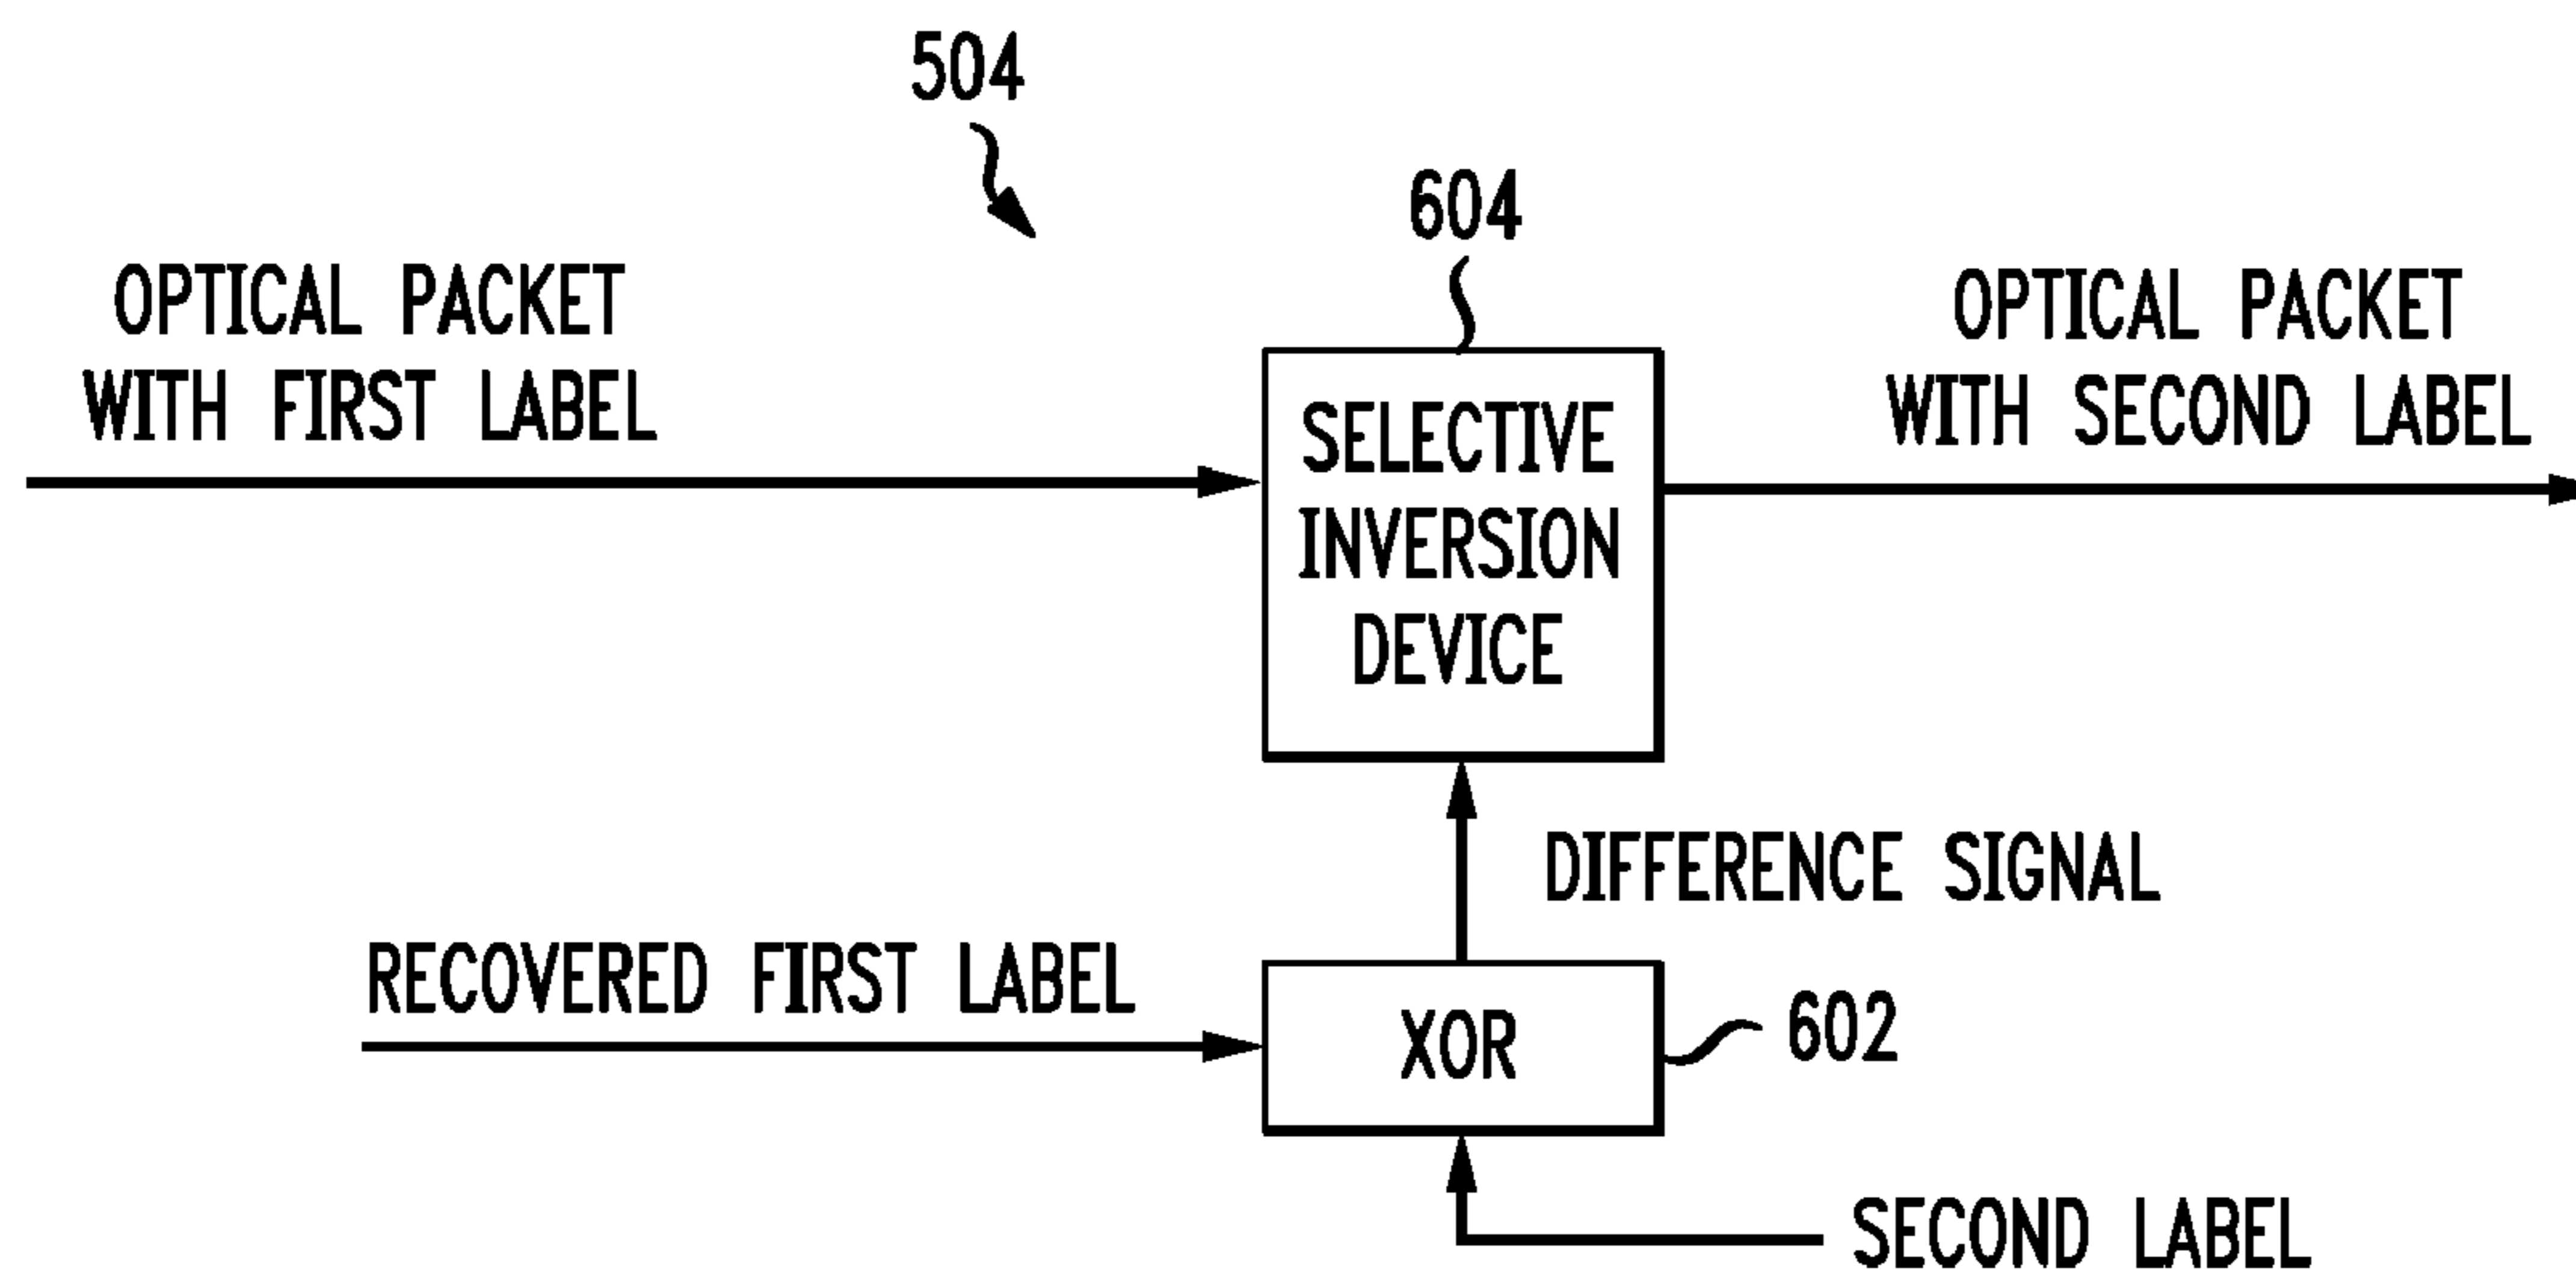 504
604
OPTICAL PACKET
WITH FIRST LABEL
OPTICAL PACKET
WITH SECOND LABEL
SELECTIVE
INVERSION
DEVICE
DIFFERENCE SIGNAL
RECOVERED FIRST LABEL
XOR
602
SECOND LABEL